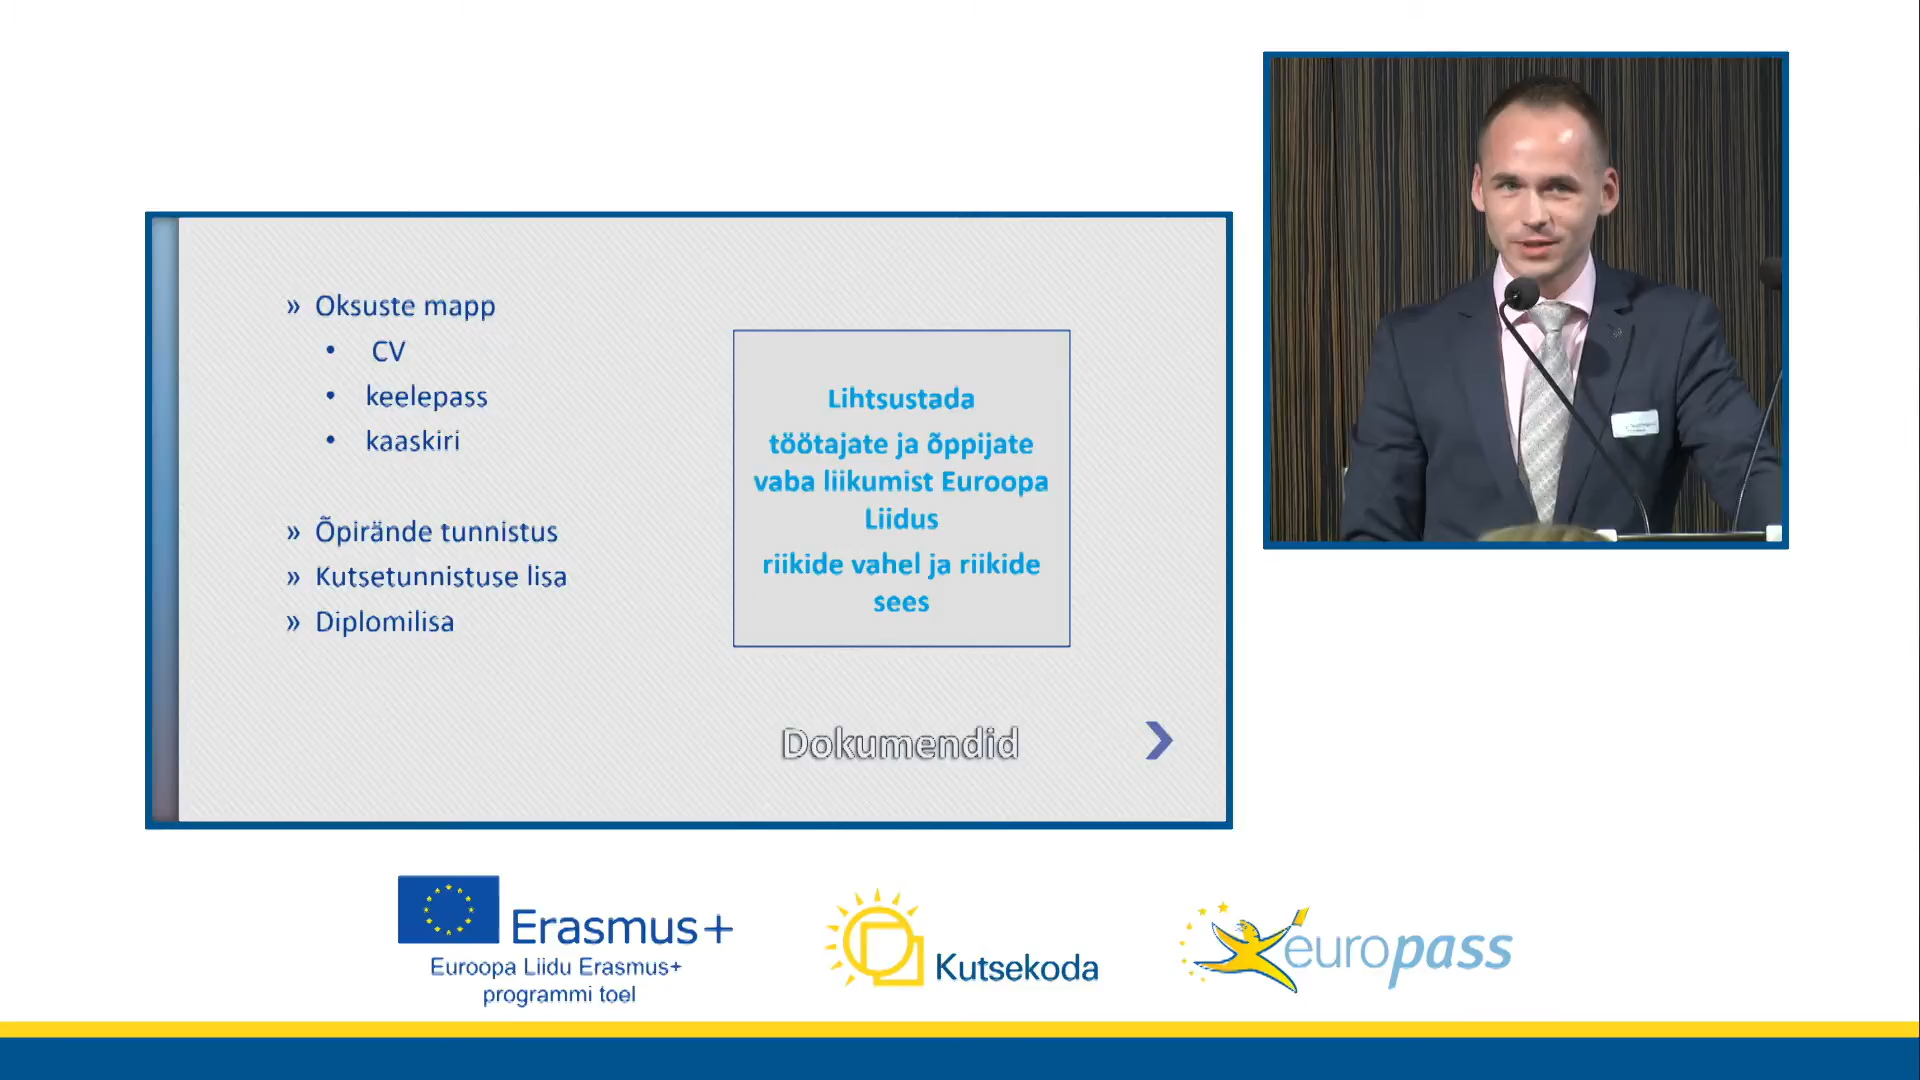 » Oksuste mapp
• CV
• keelepass
• kaaskiri
» Õpirände tunnistus
» Kutsetunnistuse lisa
» Diplomilisa
Lihtsustada
töötajate ja õppijate
vaba liikumist Euroopa
Liidus
riikide vahel ja riikide
sees
Dokumendid
Erasmus+
Euroopa Liidu Erasmus+
programmi toel
Kutsekoda
europass